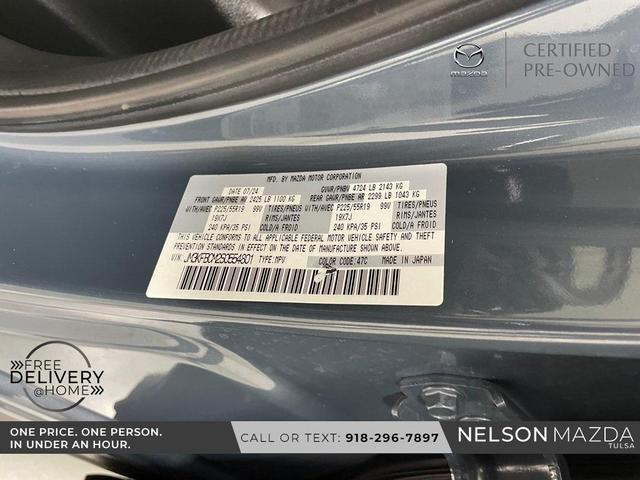 mazda
CERTIFIED
PRE-OWNED
MFD. BY MAZDA MOTOR CORPORATION
DATE 07/24
GVWR/PNBV 4724 LB 2143 KG
FRONT GAWR/PNBE AV 2425 LB 1100 KG
REAR GAWR/PNBE AR 2299 LB 1043 KG
WITH/AVEC P225/55R19 99V TIRES/PNEUS WITH/AVEC P225/55R19 99V TIRES/PNEUS
19X7J RIMS/JANTES 19X7J RIMS/JANTES
240 KPA/35 PSI COLD/A FROID 240 KPA/35 PSI COLD/A FROID
THIS VEHICLE CONFORMS TO ALL APPLICABLE FEDERAL MOTOR VEHICLE SAFETY, BUMPER,
AND THEFT PREVENTION STANDARDS IN EFFECT ON THE DATE OF MANUFACTURE SHOWN ABOVE.
VIN: TYPE: MPV COLOR CODE: 47C MADE IN JAPAN
FREE
DELIVERY
@HOME
ONE PRICE. ONE PERSON.
IN UNDER AN HOUR.
CALL OR TEXT: 918-296-7897
NELSON MAZDA
TULSA